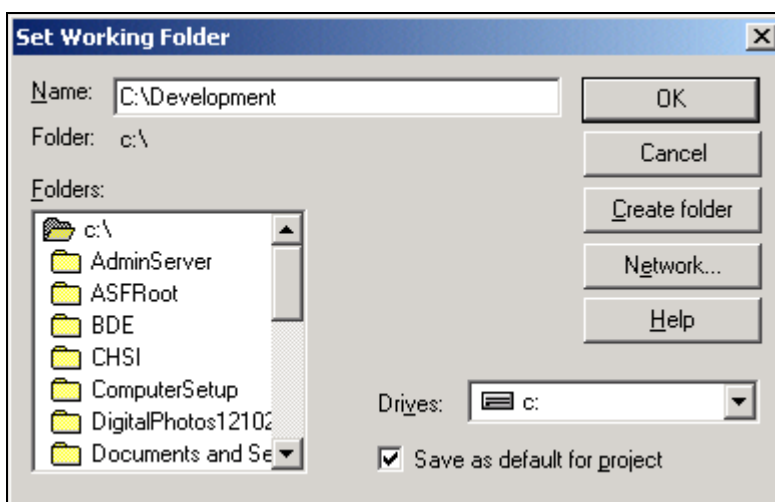 Set Working Folder
Name: C:\Development
Folder: c:\
Folders:
c:\
AdminServer
ASFRoot
BDE
CHSI
ComputerSetup
DigitalPhotos12102
Documents and Se
OK
Cancel
Create folder
Network...
Help
Drives: c:
Save as default for project